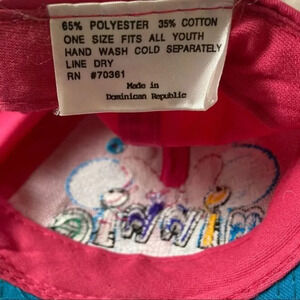 65% POLYESTER 35% COTTON
ONE SIZE FITS ALL YOUTH
HAND WASH COLD SEPARATELY
LINE DRY
RN #70361
Made in
Dominican Republic